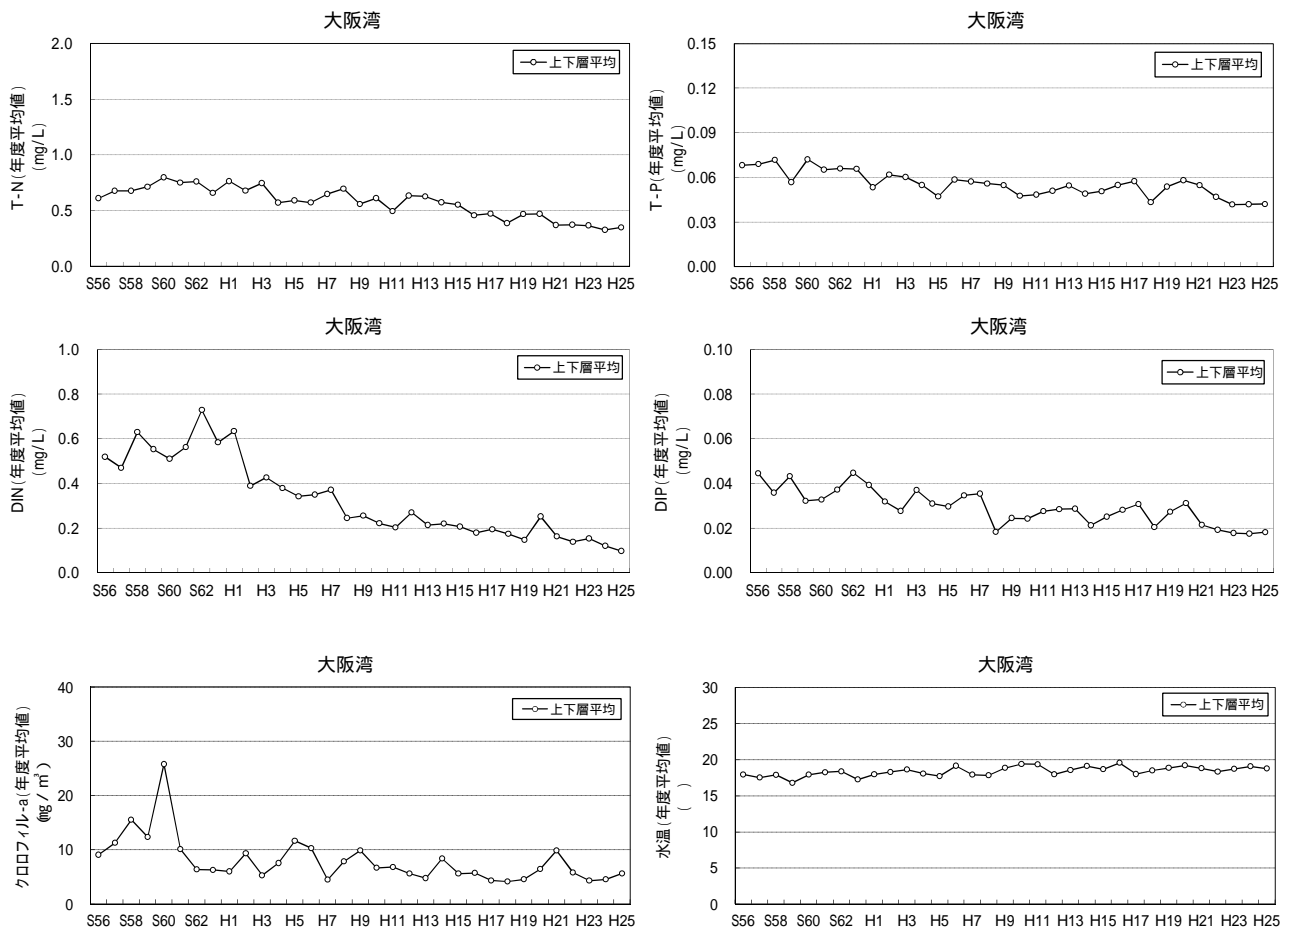 大阪湾
T-N(年度平均値)
(mg/L)
2.0
1.5
1.0
0.5
0.0
上下層平均
S56 S58 S60 S62 H1 H3 H5 H7 H9 H11 H13 H15 H17 H19 H21 H23 H25
大阪湾
T-P(年度平均値)
(mg/L)
0.15
0.12
0.09
0.06
0.03
0.00
上下層平均
S56 S58 S60 S62 H1 H3 H5 H7 H9 H11 H13 H15 H17 H19 H21 H23 H25
大阪湾
DIN(年度平均値)
(mg/L)
1.0
0.8
0.6
0.4
0.2
0.0
上下層平均
S56 S58 S60 S62 H1 H3 H5 H7 H9 H11 H13 H15 H17 H19 H21 H23 H25
大阪湾
DIP(年度平均値)
(mg/L)
0.10
0.08
0.06
0.04
0.02
0.00
上下層平均
S56 S58 S60 S62 H1 H3 H5 H7 H9 H11 H13 H15 H17 H19 H21 H23 H25
大阪湾
クロロフィル-a(年度平均値)
(mg/㎥)
40
30
20
10
0
上下層平均
S56 S58 S60 S62 H1 H3 H5 H7 H9 H11 H13 H15 H17 H19 H21 H23 H25
大阪湾
水温(年度平均値)
( )
30
25
20
15
10
5
0
上下層平均
S56 S58 S60 S62 H1 H3 H5 H7 H9 H11 H13 H15 H17 H19 H21 H23 H25